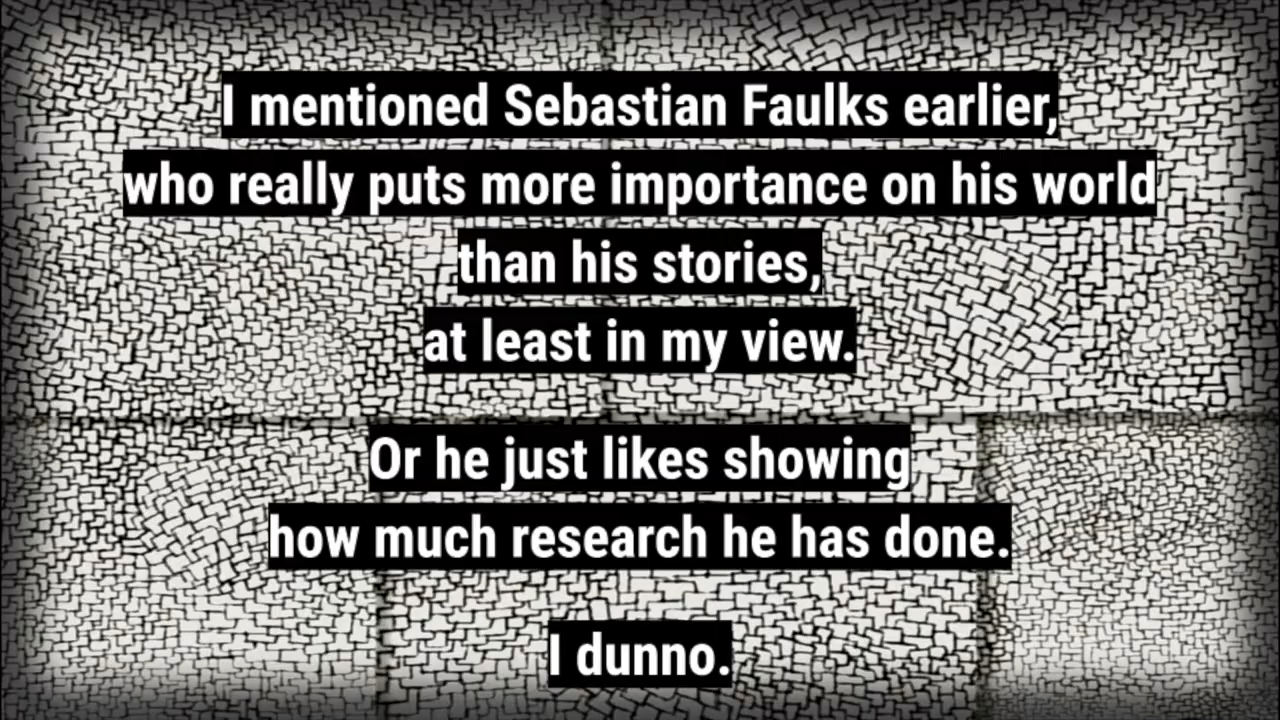 I mentioned Sebastian Faulks earlier,
who really puts more importance on his world
than his stories,
at least in my view.
Or he just likes showing
how much research he has done.
I dunno.